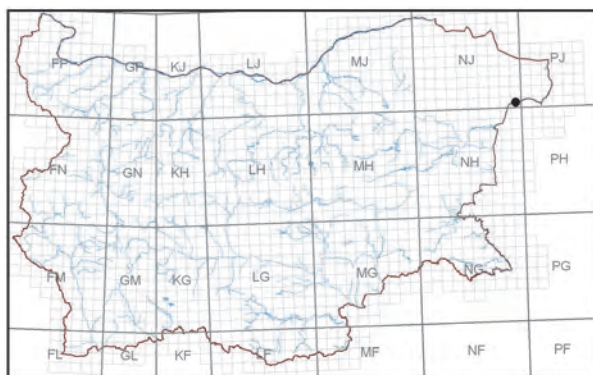 FP GP KJ LJ MJ NJ PJ
FN GN KH LH MH NH PH
FM GM KG LG MG NG PG
FL GL KF LF MF NF PF